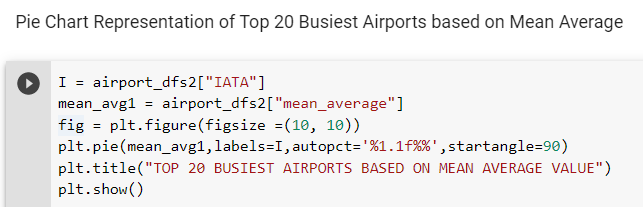 Pie Chart Representation of Top 20 Busiest Airports based on Mean Average
I = airport_dfs2["IATA"]
mean_avg1 = airport_dfs2["mean_average"]
fig = plt.figure(figsize =(10, 10))
plt.pie(mean_avg1,labels=I,autopct='%1.1f%%',startangle=90)
plt.title("TOP 20 BUSIEST AIRPORTS BASED ON MEAN AVERAGE VALUE")
plt.show()